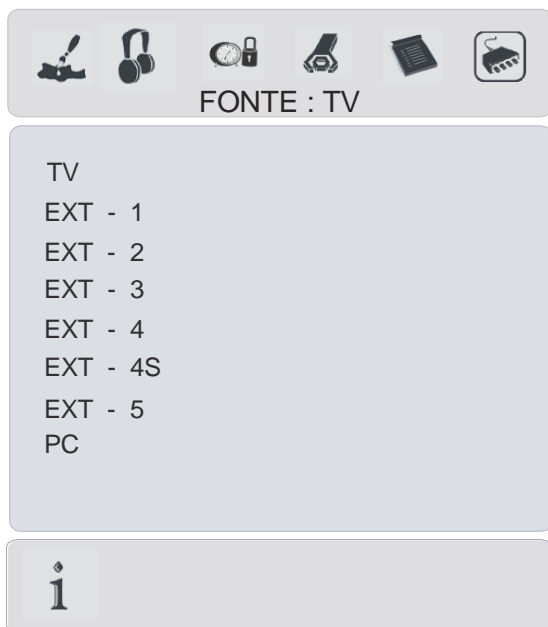 FONTE : TV
TV
EXT - 1
EXT - 2
EXT - 3
EXT - 4
EXT - 4S
EXT - 5
PC
i